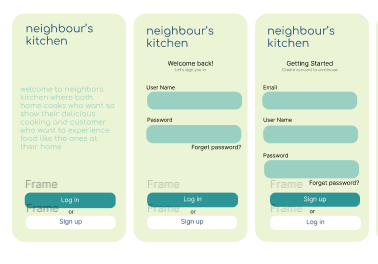 neighbour's
kitchen
welcome to neighbors
kitchen where both
home cooks who want so
show their delicious
cooking and customer
who want to experience
food like the ones at
their home
Frame
Log in
Frame
or
Sign up
neighbour's
kitchen
Welcome back!
Let's sign you in
User Name
Password
Forget password?
Frame
Log in
or
Sign up
neighbour's
kitchen
Getting Started
Create account to continue
Email
User Name
Password
Frame
Forget password?
Sign up
or
Log in